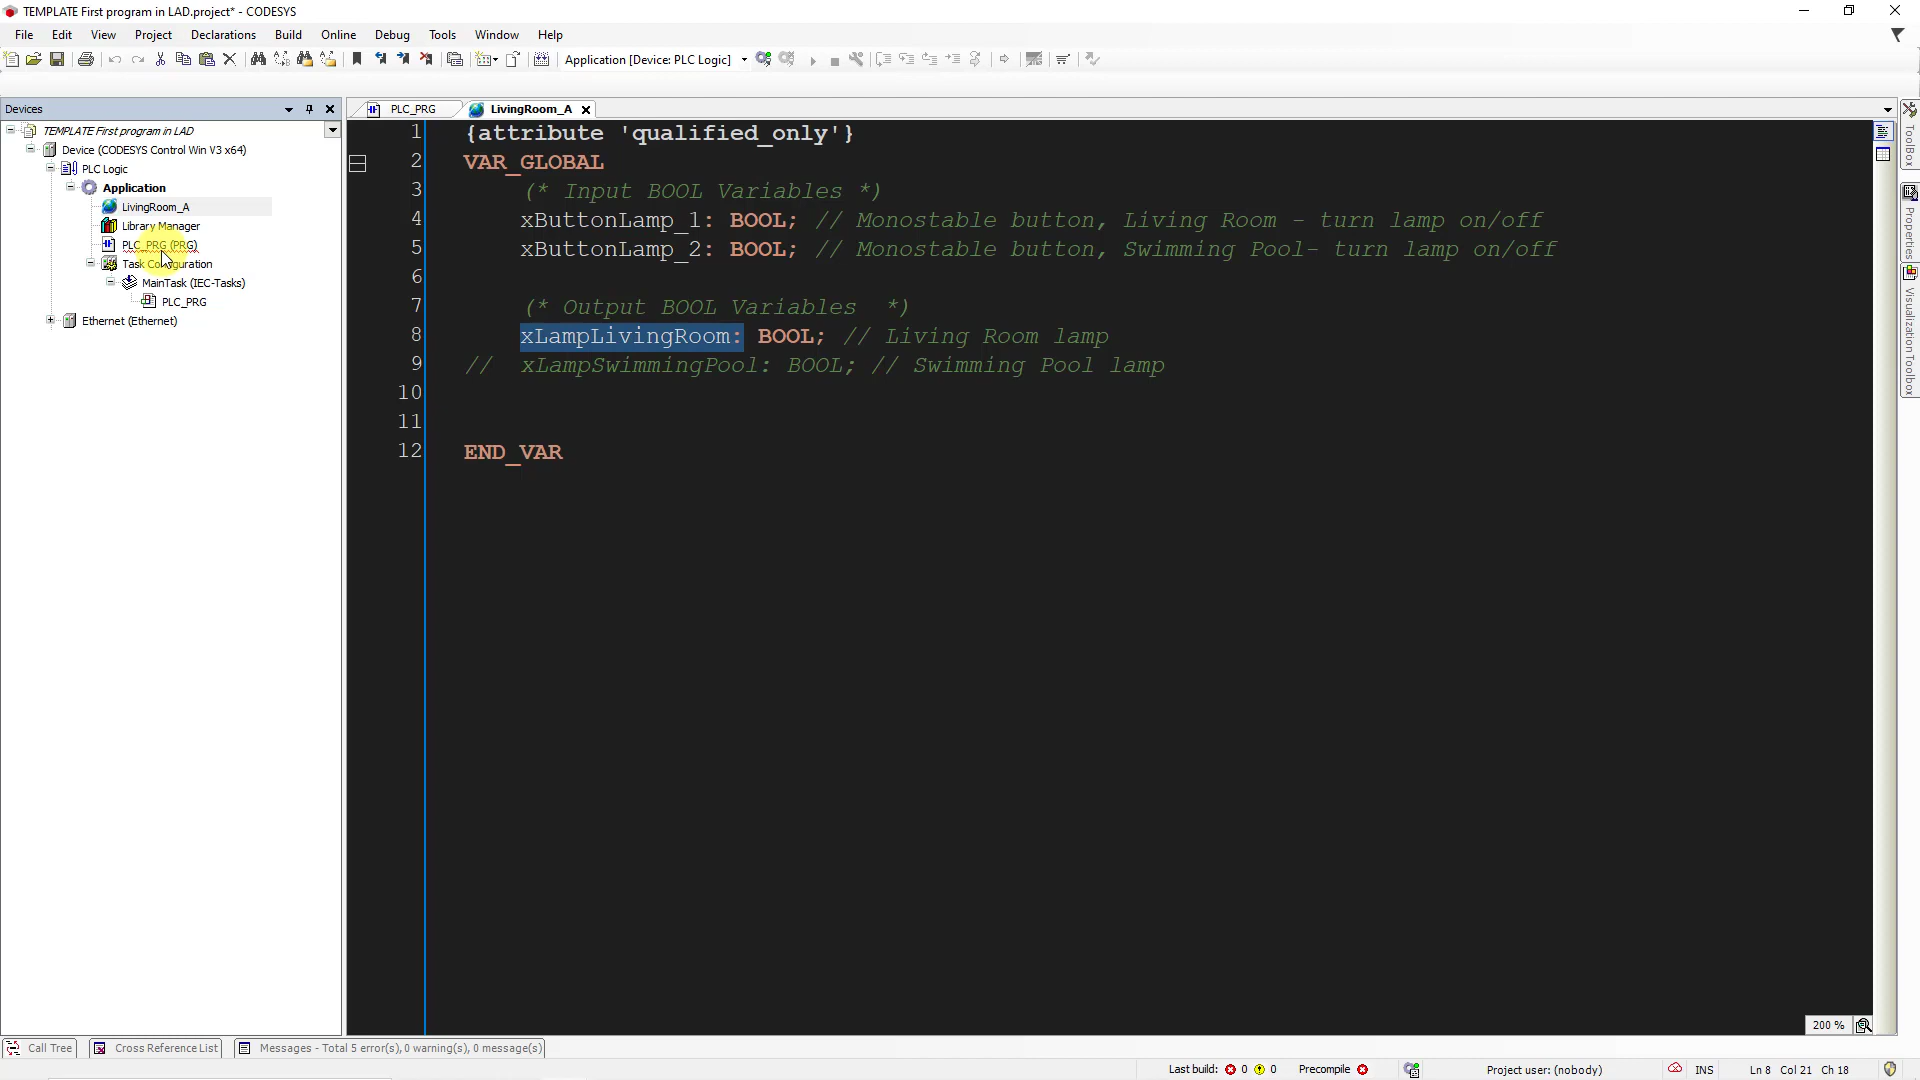 TEMPLATE First program in LAD.project* - CODESYS
File Edit View Project Declarations Build Online Debug Tools Window Help
Application [Device: PLC Logic]
Devices
PLC_PRG
LivingRoom_A
TEMPLATE First program in LAD
Device (CODESYS Control Win V3 x64)
PLC Logic
Application
LivingRoom_A
Library Manager
PLC_PRG (PRG)
Task Configuration
MainTask (IEC-Tasks)
PLC_PRG
Ethernet (Ethernet)
1 {attribute 'qualified_only'}
2 VAR_GLOBAL
3 (* Input BOOL Variables *)
4 xButtonLamp_1: BOOL; // Monostable button, Living Room - turn lamp on/off
5 xButtonLamp_2: BOOL; // Monostable button, Swimming Pool- turn lamp on/off
6
7 (* Output BOOL Variables *)
8 xLampLivingRoom: BOOL; // Living Room lamp
9 // xLampSwimmingPool: BOOL; // Swimming Pool lamp
10
11
12 END_VAR
ToolBox
Properties
Visualization Toolbox
200 %
Call Tree Cross Reference List Messages - Total 5 error(s), 0 warning(s), 0 message(s)
Last build: 0 0 Precompile Project user: (nobody) INS Ln 8 Col 21 Ch 18